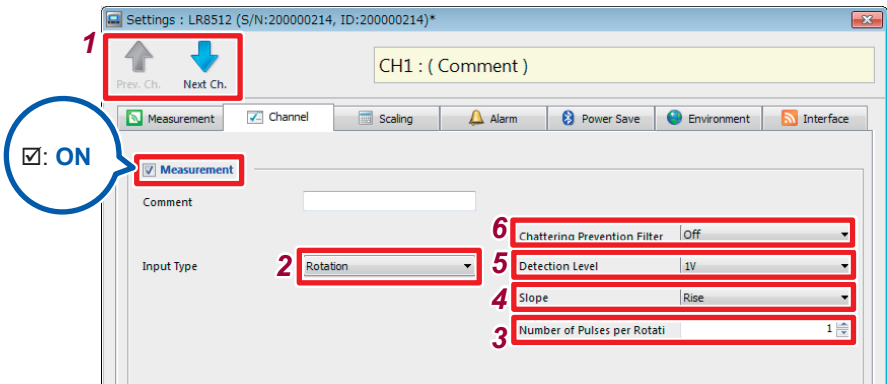 Settings : LR8512 (S/N:200000214, ID:200000214)*
1
Prev. Ch. Next Ch.
CH1 : ( Comment )
Measurement Channel Scaling Alarm Power Save Environment Interface
☑: ON
Measurement
Comment
6 Chattering Prevention Filter Off
Input Type 2 Rotation 5 Detection Level 1V
4 Slope Rise
3 Number of Pulses per Rotati 1